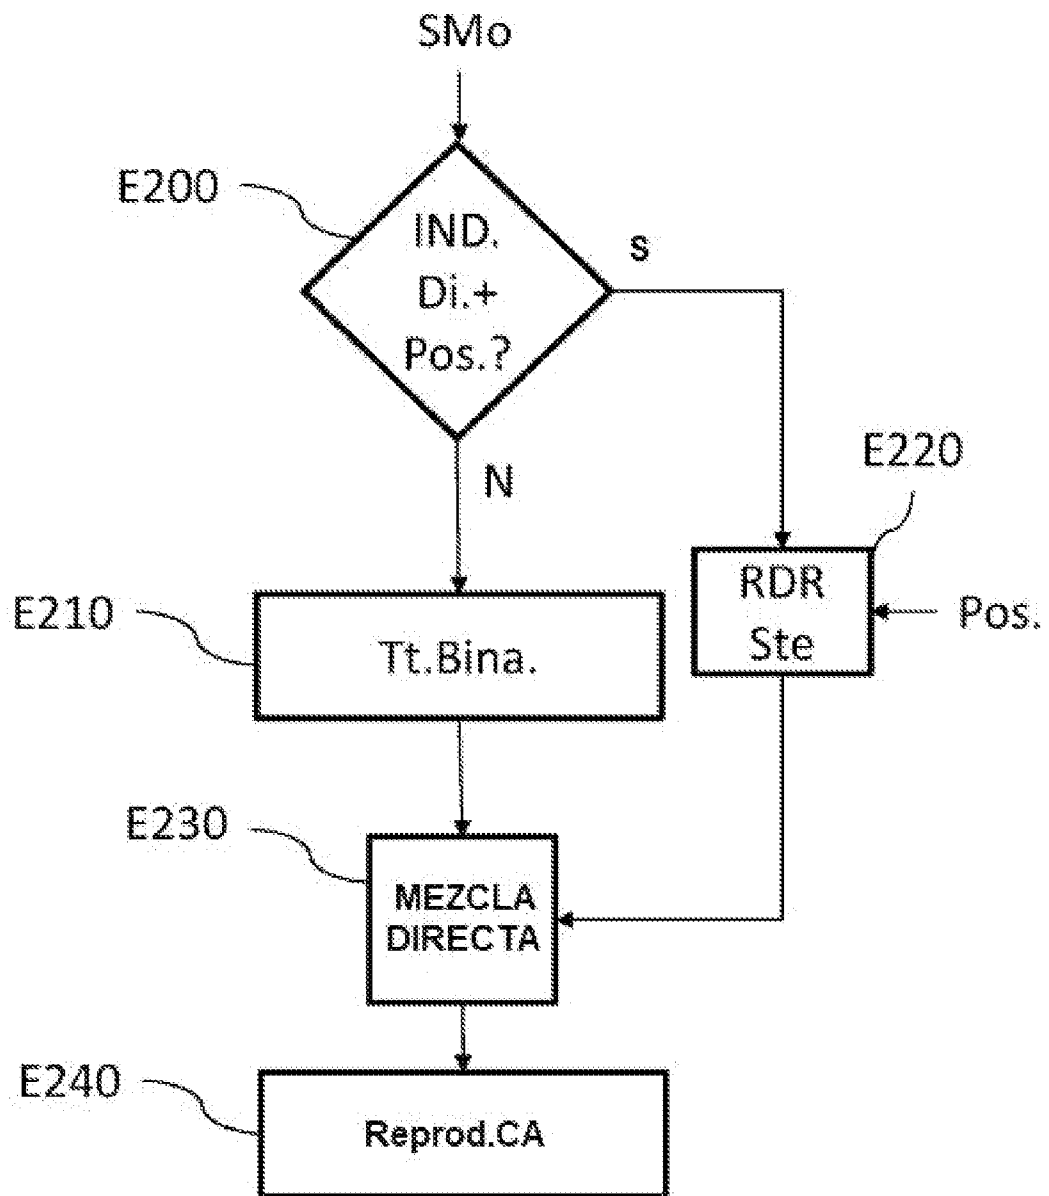 SMo
E200
IND.
Di.+
Pos.?
S
N
E220
RDR
Ste
Pos.
E210
Tt.Bina.
E230
MEZCLA
DIRECTA
E240
Reprod.CA